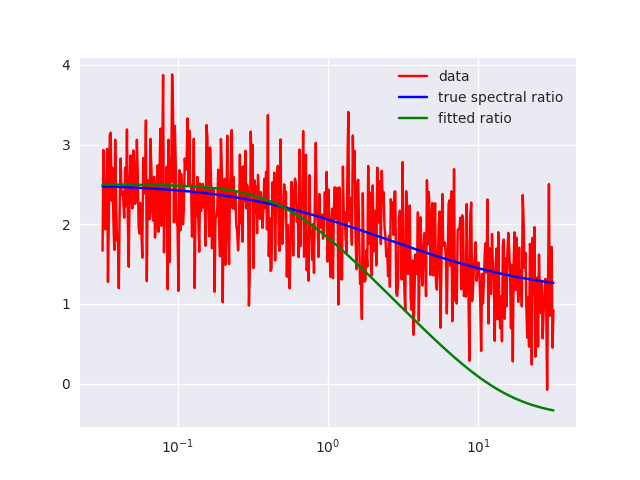 4
data
true spectral ratio
fitted ratio
3
2
1
0
10⁻¹
10⁰
10¹